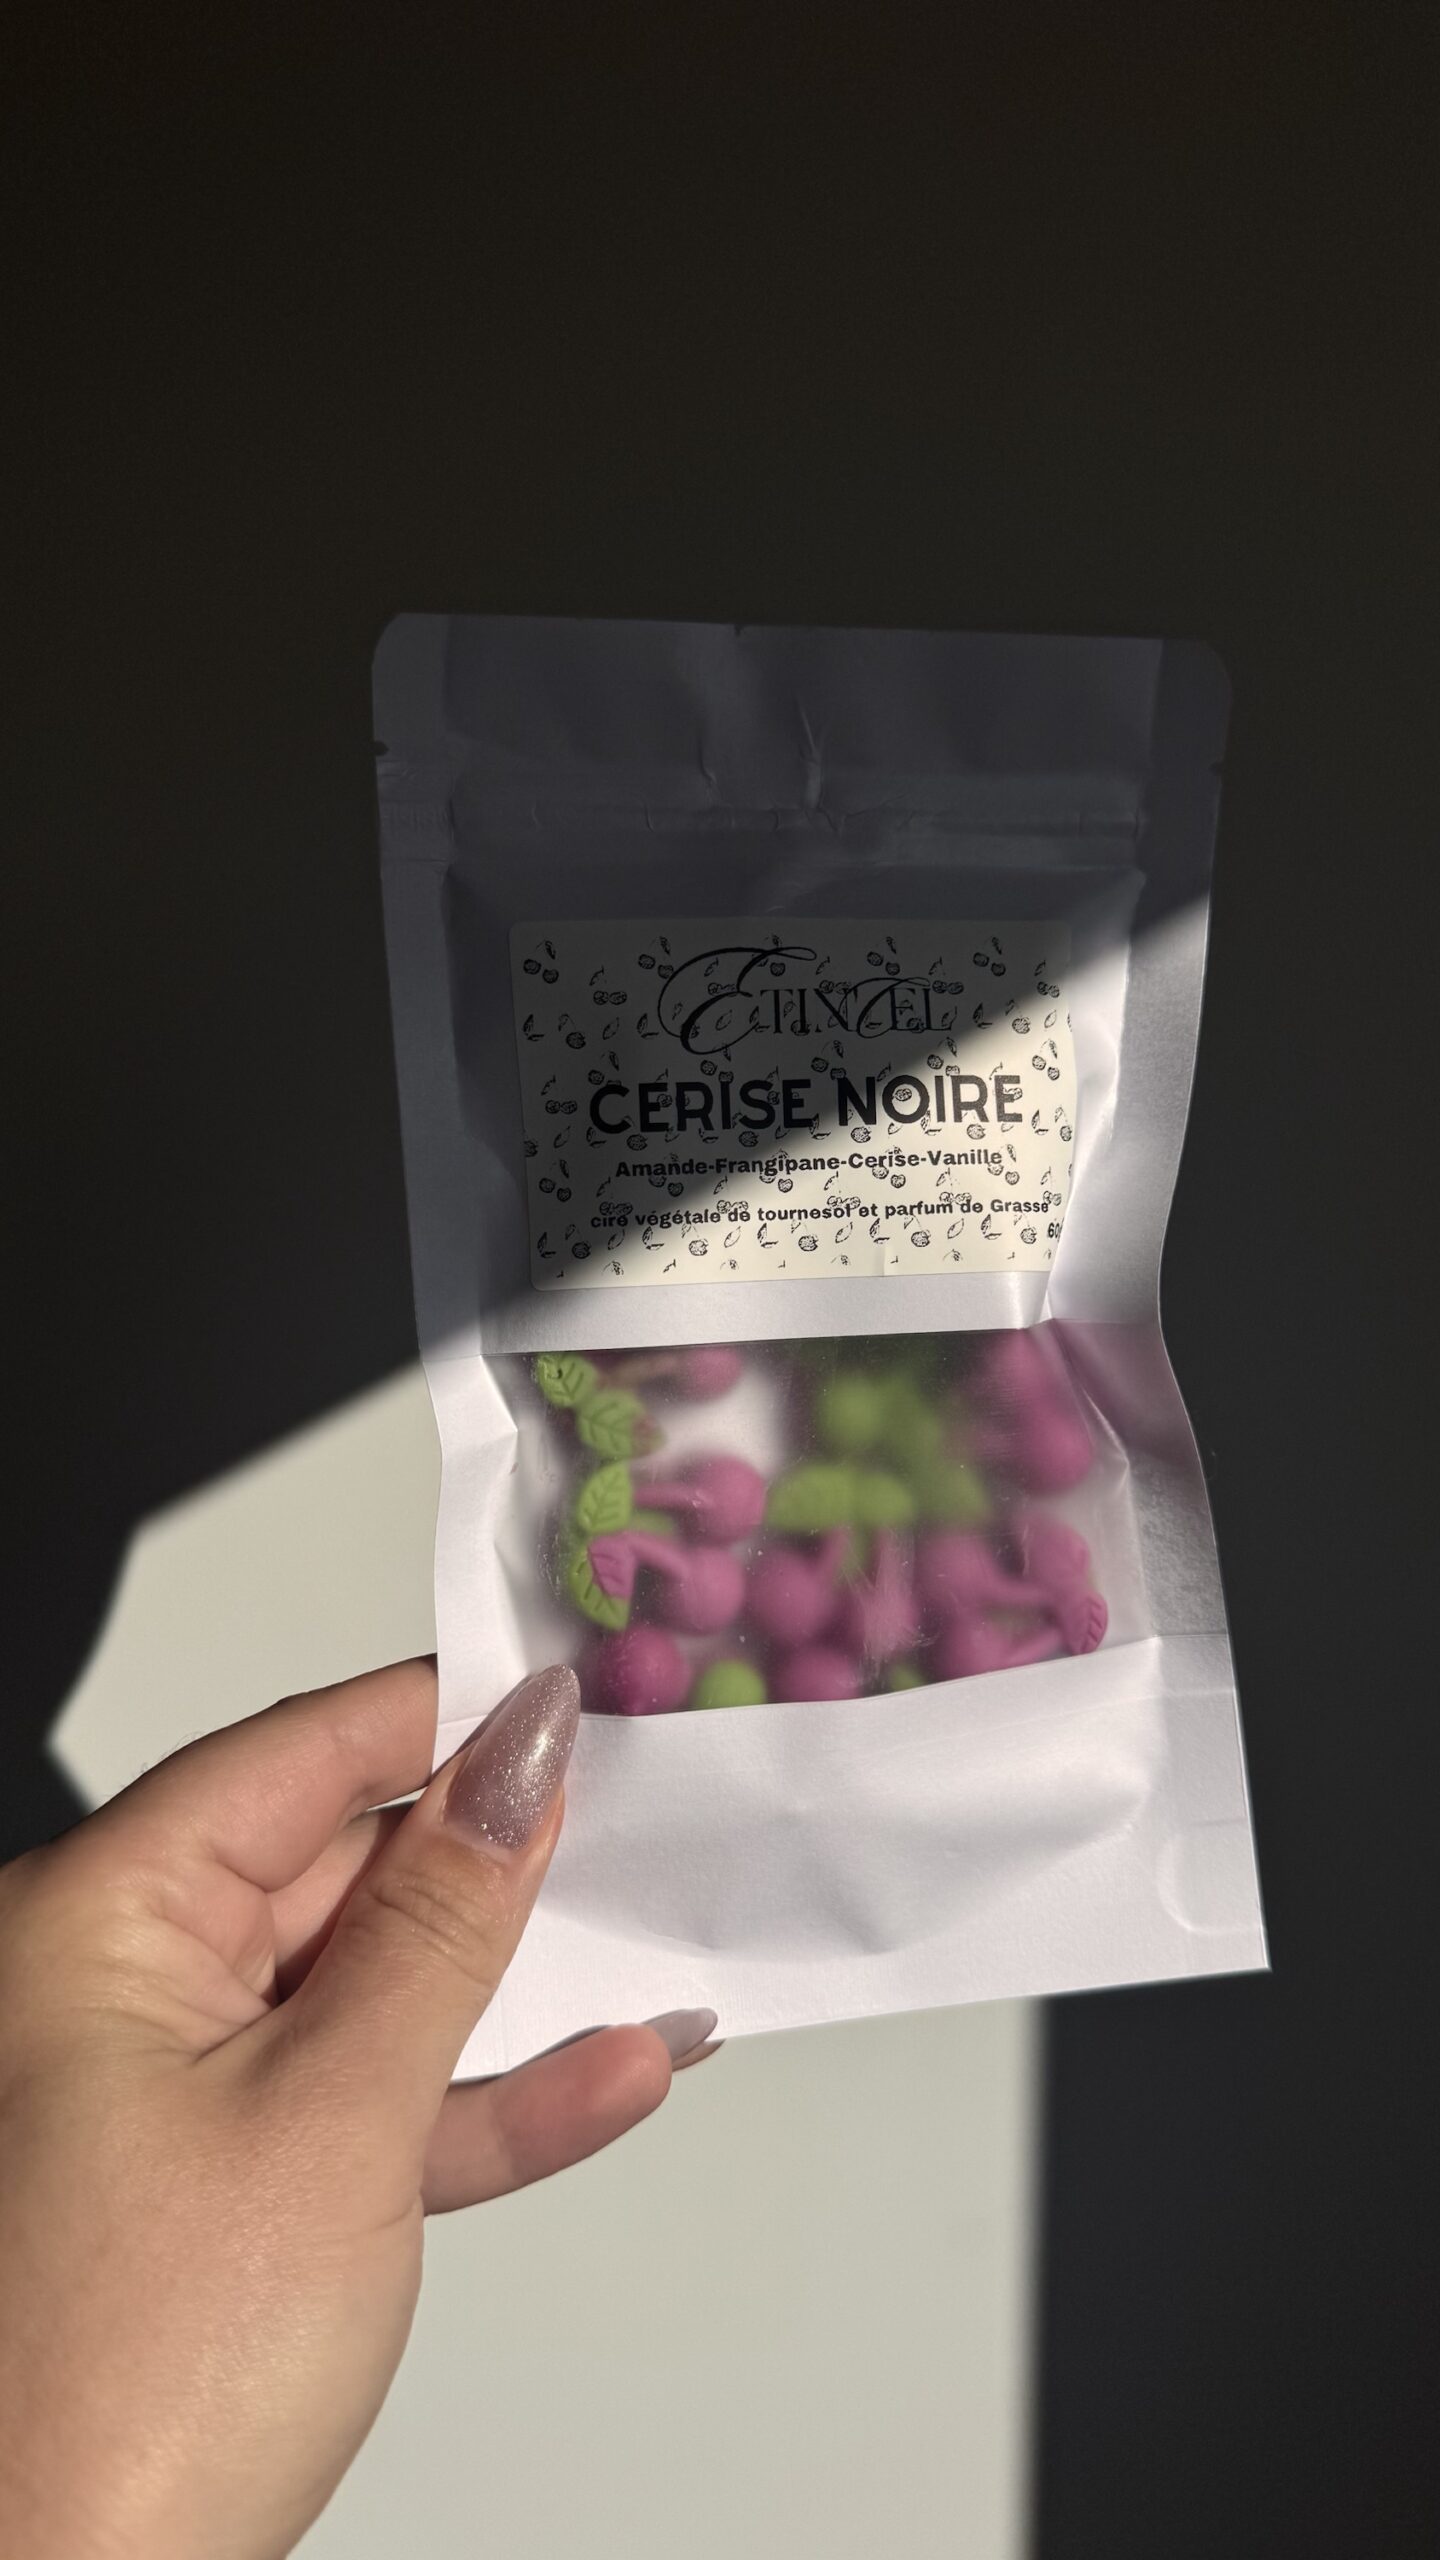 ETINCEL
CERISE NOIRE
Amande-Frangipane-Cerise-Vanille
cire végétale de tournesol et parfum de Grasse